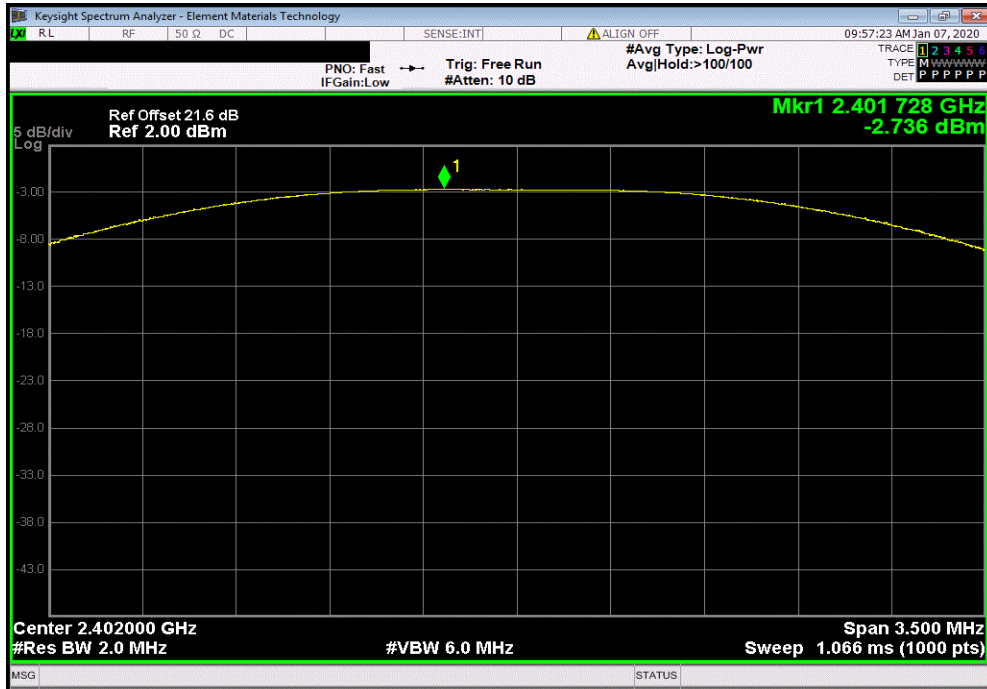 Keysight Spectrum Analyzer - Element Materials Technology
LXI RL RF 50 Ω DC SENSE:INT ALIGN OFF 09:57:23 AM Jan 07, 2020
#Avg Type: Log-Pwr TRACE 1 2 3 4 5 6
PNO: Fast Trig: Free Run Avg|Hold:>100/100 TYPE M W W W W W
IFGain:Low #Atten: 10 dB DET P P P P P P
Mkr1 2.401 728 GHz
Ref Offset 21.6 dB
5 dB/div Ref 2.00 dBm -2.736 dBm
Log
1
-3.00
-8.00
-13.0
-18.0
-23.0
-28.0
-33.0
-38.0
-43.0
Center 2.402000 GHz Span 3.500 MHz
#Res BW 2.0 MHz #VBW 6.0 MHz Sweep 1.066 ms (1000 pts)
MSG STATUS